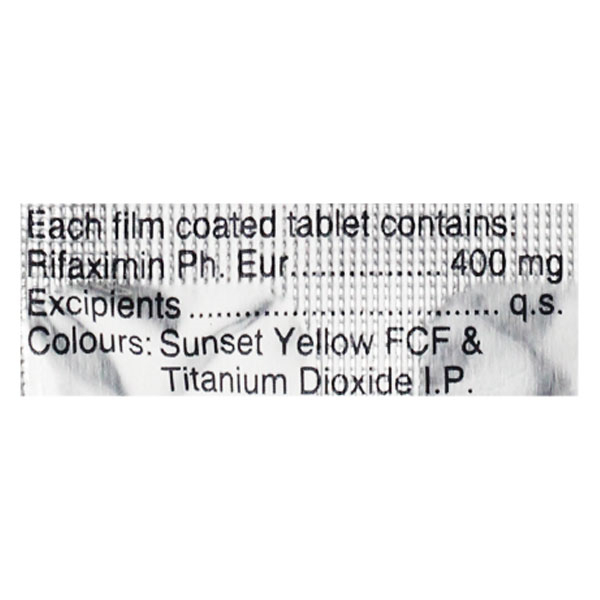 Each film coated tablet contains:
Rifaximin Ph. Eur................ 400 mg
Excipients ................................. q.s.
Colours: Sunset Yellow FCF &
Titanium Dioxide I.P.